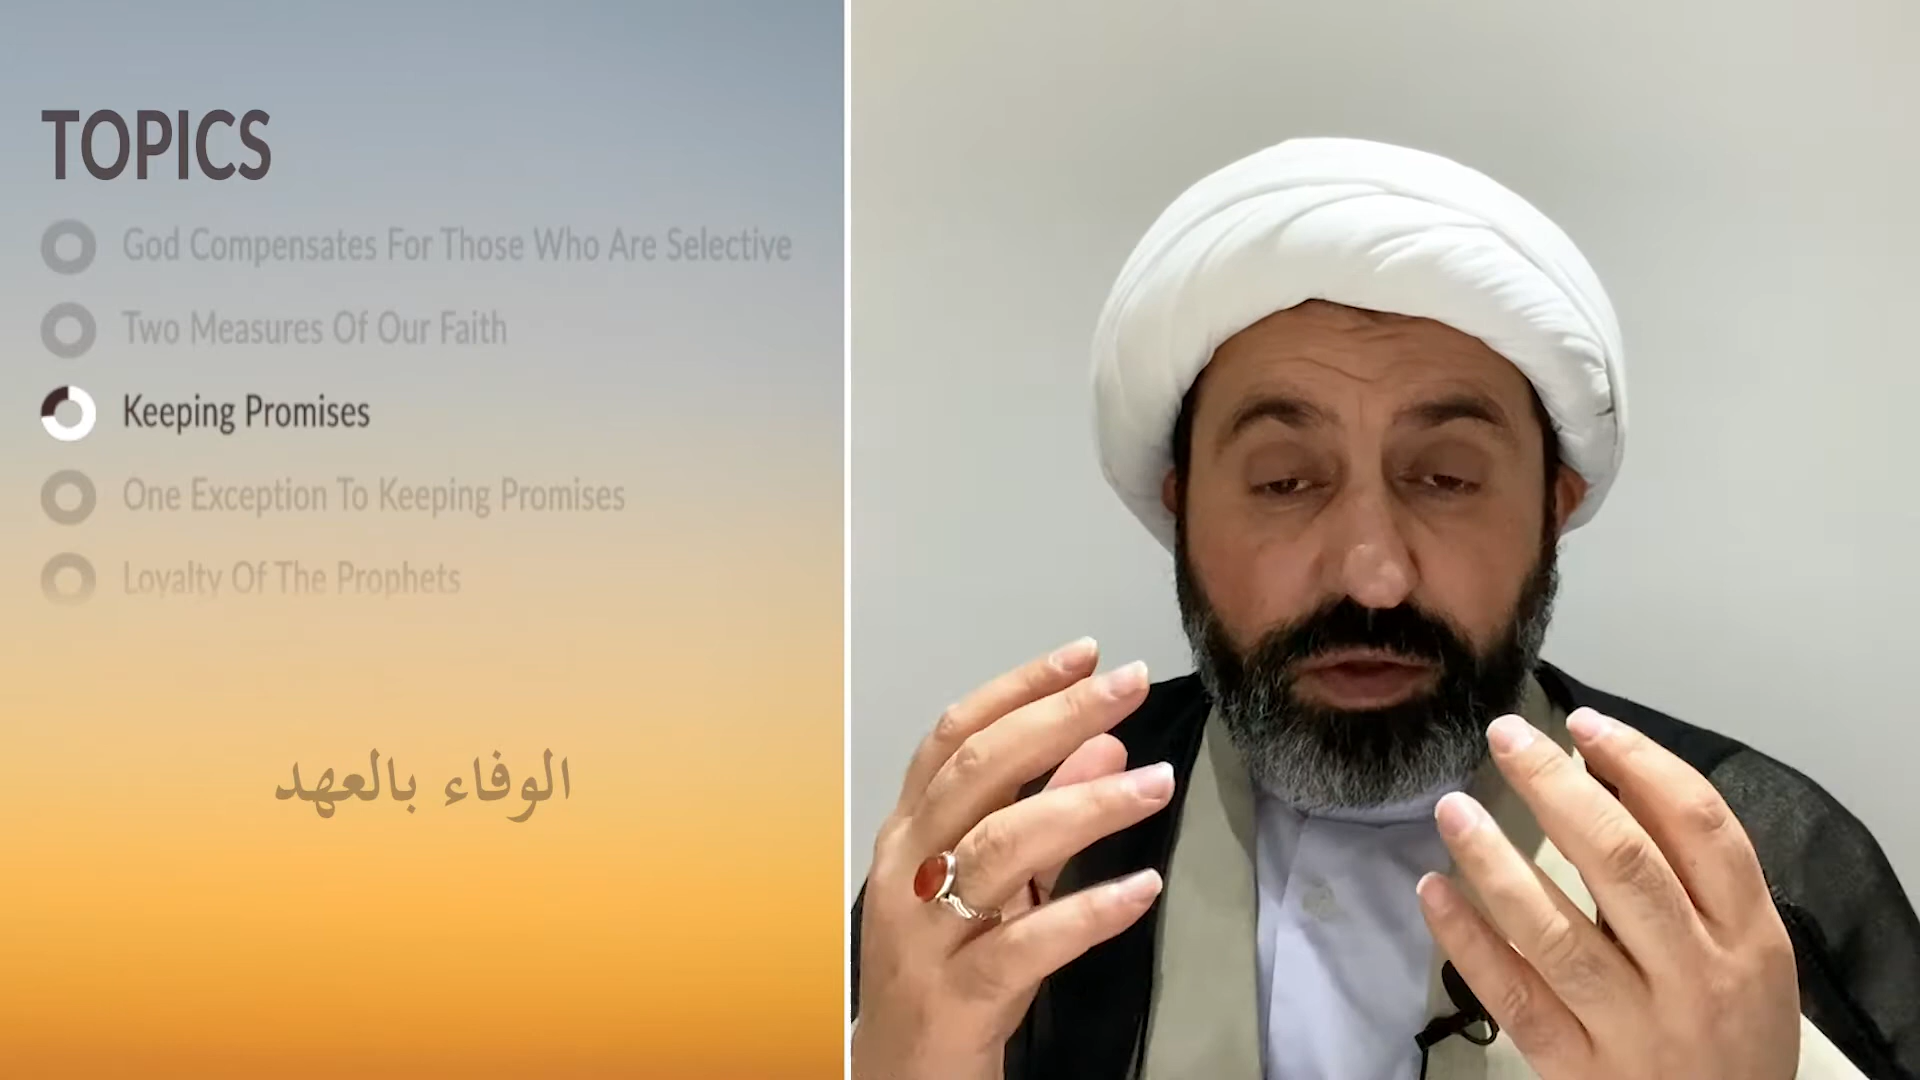 TOPICS
God Compensates For Those Who Are Selective
Two Measures Of Our Faith
Keeping Promises
One Exception To Keeping Promises
Loyalty Of The Prophets
الوفاء بالعهد